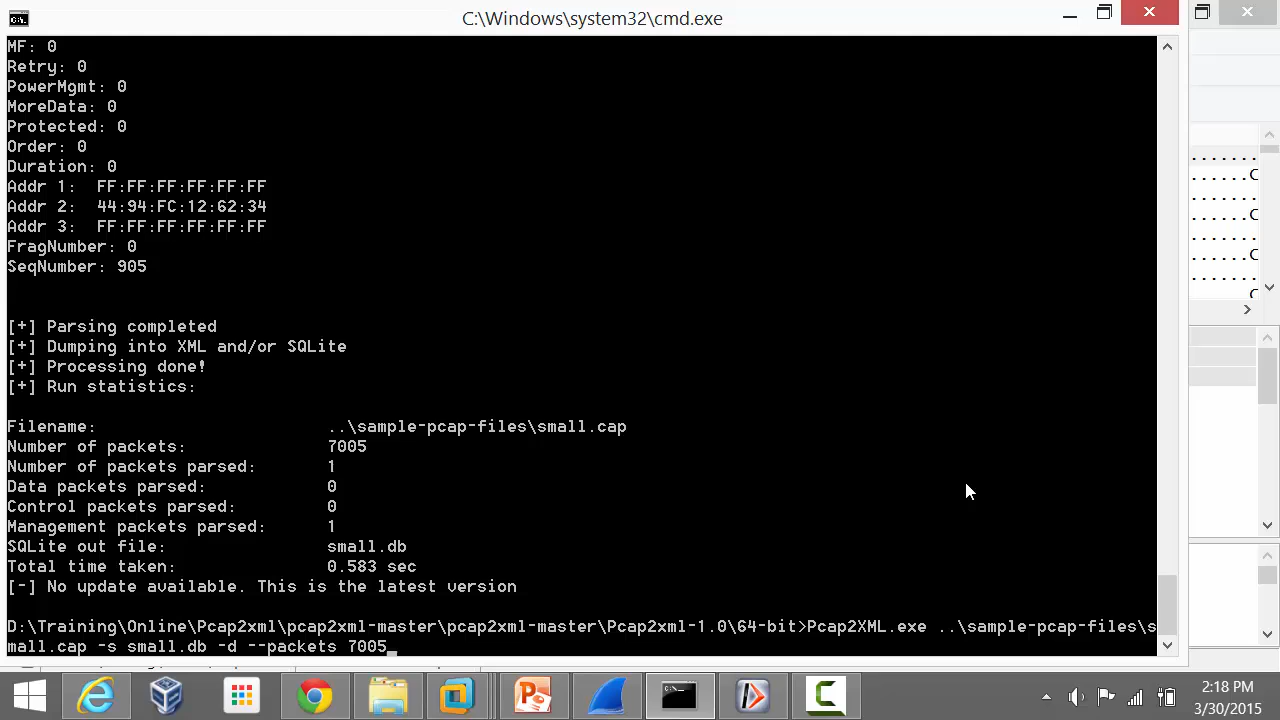 C:\Windows\system32\cmd.exe
MF: 0
Retry: 0
PowerMgmt: 0
MoreData: 0
Protected: 0
Order: 0
Duration: 0
Addr 1:  FF:FF:FF:FF:FF:FF
Addr 2:  44:94:FC:12:62:34
Addr 3:  FF:FF:FF:FF:FF:FF
FragNumber: 0
SeqNumber: 905
[+] Parsing completed
[+] Dumping into XML and/or SQLite
[+] Processing done!
[+] Run statistics:
Filename:                       ..\sample-pcap-files\small.cap
Number of packets:              7005
Number of packets parsed:       1
Data packets parsed:            0
Control packets parsed:         0
Management packets parsed:      1
SQLite out file:                small.db
Total time taken:               0.583 sec
[-] No update available. This is the latest version
D:\Training\Online\Pcap2xml\pcap2xml-master\pcap2xml-master\Pcap2xml-1.0\64-bit>Pcap2XML.exe ..\sample-pcap-files\s
mall.cap -s small.db -d --packets 7005_
.......
......C
.......
......C
.......
......C
.......
C
2:18 PM
3/30/2015